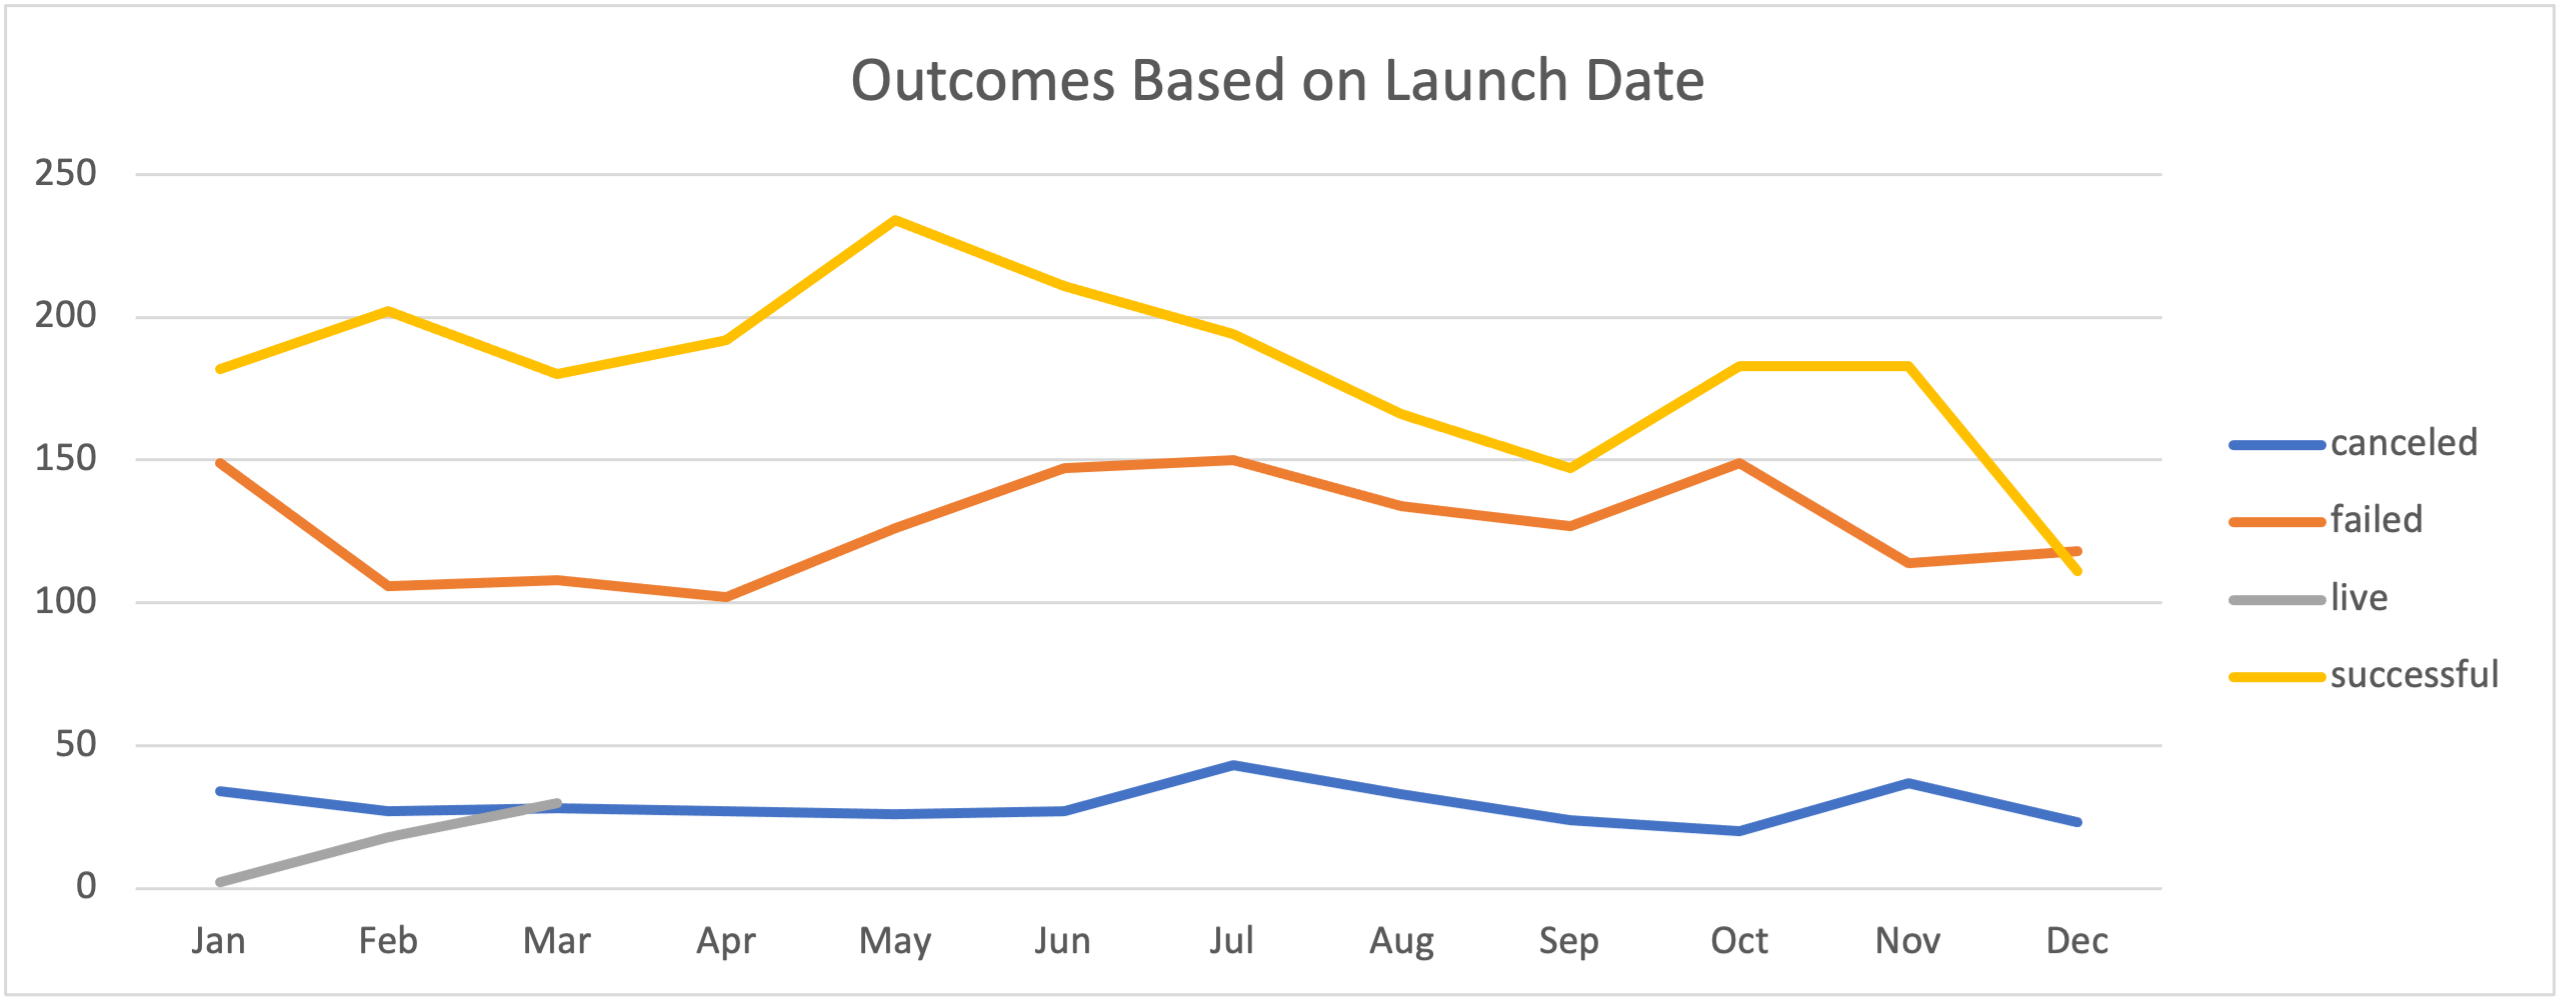 Outcomes Based on Launch Date
250
200
150
100
50
0
Jan Feb Mar Apr May Jun Jul Aug Sep Oct Nov Dec
canceled
failed
live
successful